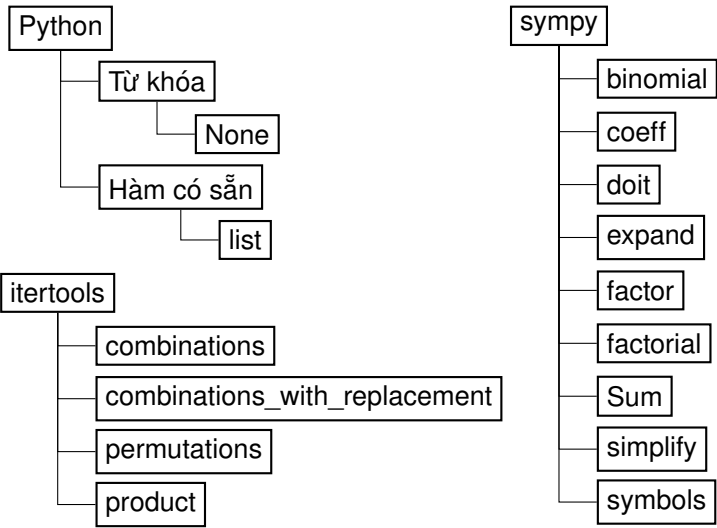 Python
Từ khóa
None
Hàm có sẵn
list
itertools
combinations
combinations_with_replacement
permutations
product
sympy
binomial
coeff
doit
expand
factor
factorial
Sum
simplify
symbols